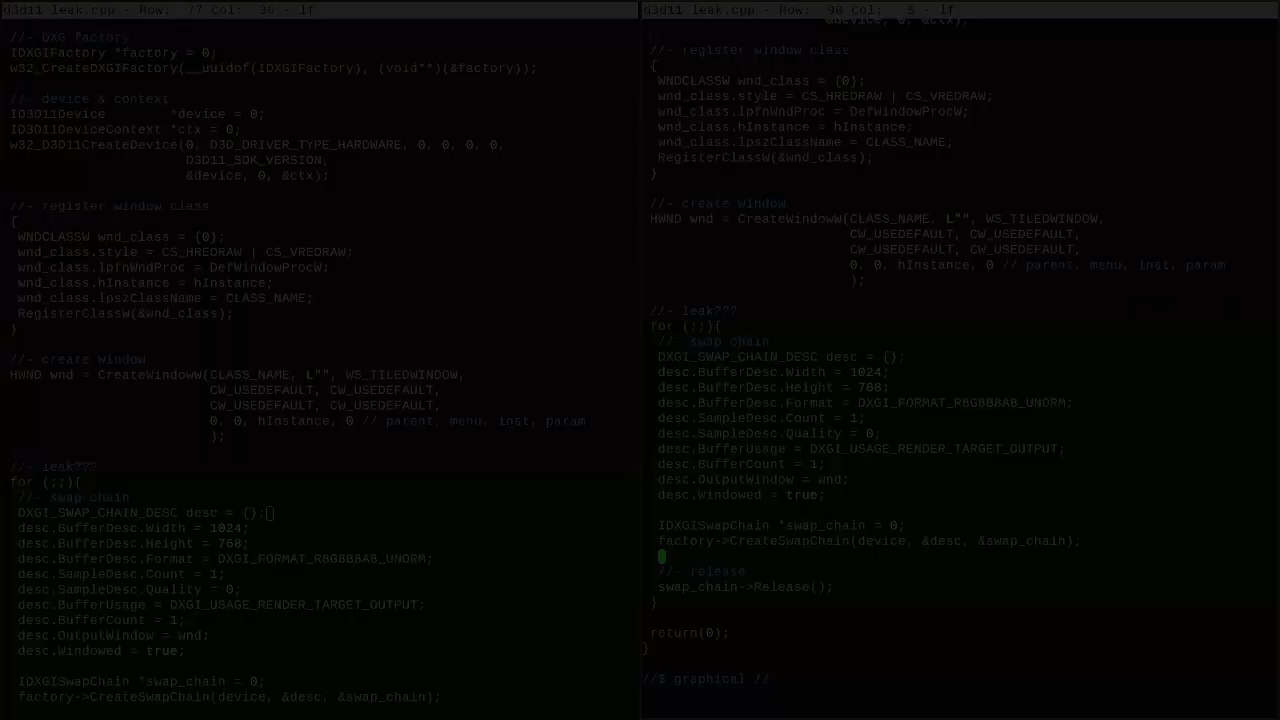 d3d11 leak.cpp - Row: 77 Col: 36 - lf
//- DXG factory
IDXGIFactory *factory = 0;
w32_CreateDXGIFactory(__uuidof(IDXGIFactory), (void**)(&factory));
//- device & context
ID3D11Device *device = 0;
ID3D11DeviceContext *ctx = 0;
w32_D3D11CreateDevice(0, D3D_DRIVER_TYPE_HARDWARE, 0, 0, 0, 0,
D3D11_SDK_VERSION,
&device, 0, &ctx);
//- register window class
{
WNDCLASSW wnd_class = {0};
wnd_class.style = CS_HREDRAW | CS_VREDRAW;
wnd_class.lpfnWndProc = DefWindowProcW;
wnd_class.hInstance = hInstance;
wnd_class.lpszClassName = CLASS_NAME;
RegisterClassW(&wnd_class);
}
//- create window
HWND wnd = CreateWindowW(CLASS_NAME, L"", WS_TILEDWINDOW,
CW_USEDEFAULT, CW_USEDEFAULT,
CW_USEDEFAULT, CW_USEDEFAULT,
0, 0, hInstance, 0 // parent, menu, inst, param
);
//- leak???
for (;;){
//- swap chain
DXGI_SWAP_CHAIN_DESC desc = {};
desc.BufferDesc.Width = 1024;
desc.BufferDesc.Height = 768;
desc.BufferDesc.Format = DXGI_FORMAT_R8G8B8A8_UNORM;
desc.SampleDesc.Count = 1;
desc.SampleDesc.Quality = 0;
desc.BufferUsage = DXGI_USAGE_RENDER_TARGET_OUTPUT;
desc.BufferCount = 1;
desc.OutputWindow = wnd;
desc.Windowed = true;
IDXGISwapChain *swap_chain = 0;
factory->CreateSwapChain(device, &desc, &swap_chain);
d3d11 leak.cpp - Row: 90 Col: 5 - lf
&device, 0, &ctx);
//- register window class
{
WNDCLASSW wnd_class = {0};
wnd_class.style = CS_HREDRAW | CS_VREDRAW;
wnd_class.lpfnWndProc = DefWindowProcW;
wnd_class.hInstance = hInstance;
wnd_class.lpszClassName = CLASS_NAME;
RegisterClassW(&wnd_class);
}
//- create window
HWND wnd = CreateWindowW(CLASS_NAME, L"", WS_TILEDWINDOW,
CW_USEDEFAULT, CW_USEDEFAULT,
CW_USEDEFAULT, CW_USEDEFAULT,
0, 0, hInstance, 0 // parent, menu, inst, param
);
//- leak???
for (;;){
//- swap chain
DXGI_SWAP_CHAIN_DESC desc = {};
desc.BufferDesc.Width = 1024;
desc.BufferDesc.Height = 768;
desc.BufferDesc.Format = DXGI_FORMAT_R8G8B8A8_UNORM;
desc.SampleDesc.Count = 1;
desc.SampleDesc.Quality = 0;
desc.BufferUsage = DXGI_USAGE_RENDER_TARGET_OUTPUT;
desc.BufferCount = 1;
desc.OutputWindow = wnd;
desc.Windowed = true;
IDXGISwapChain *swap_chain = 0;
factory->CreateSwapChain(device, &desc, &swap_chain);
//- release
swap_chain->Release();
}
return(0);
}
//$ graphical //